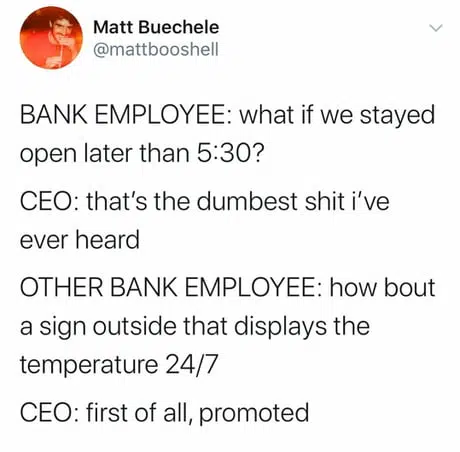 Matt Buechele
@mattbooshell
BANK EMPLOYEE: what if we stayed
open later than 5:30?
CEO: that's the dumbest shit i've
ever heard
OTHER BANK EMPLOYEE: how bout
a sign outside that displays the
temperature 24/7
CEO: first of all, promoted